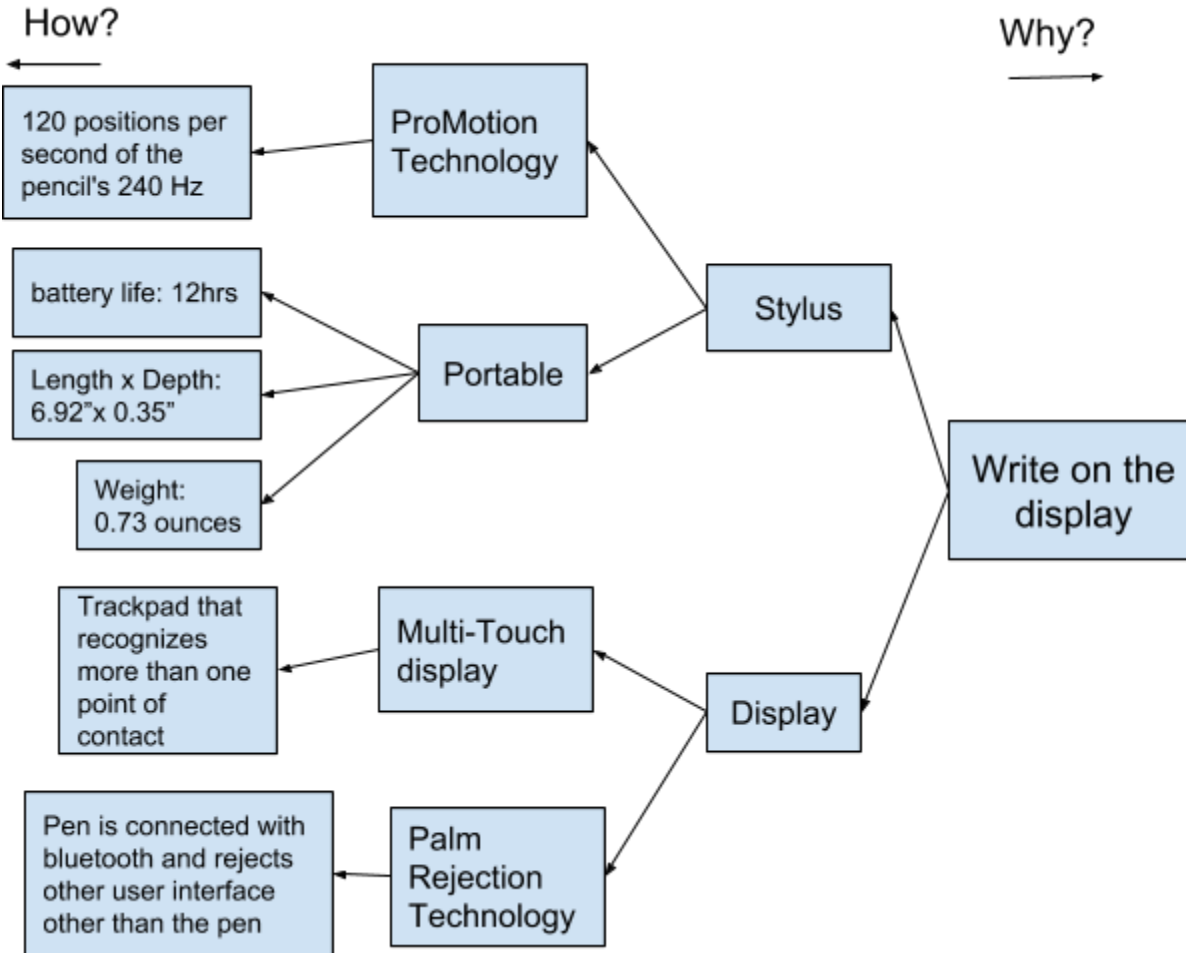 How?
Why?
120 positions per
second of the
pencil's 240 Hz
ProMotion
Technology
battery life: 12hrs
Stylus
Length x Depth:
6.92”x 0.35”
Portable
Weight:
0.73 ounces
Write on the
display
Trackpad that
recognizes
more than one
point of
contact
Multi-Touch
display
Display
Pen is connected with
bluetooth and rejects
other user interface
other than the pen
Palm
Rejection
Technology